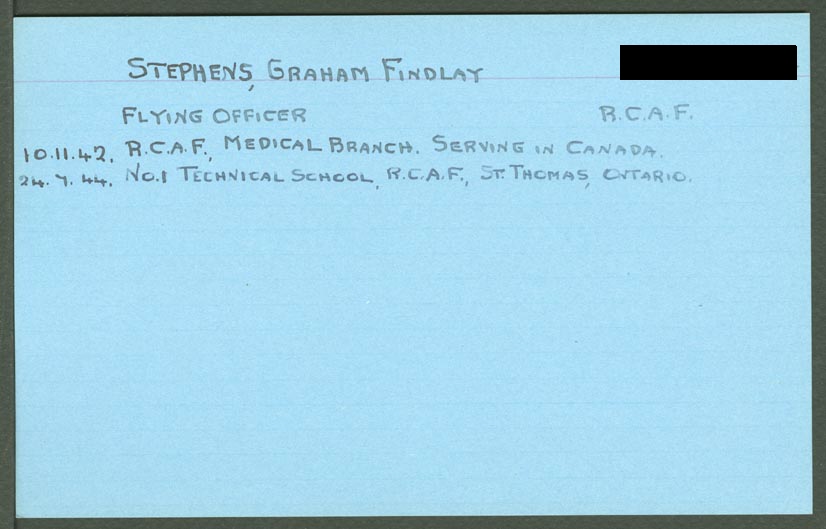 STEPHENS, GRAHAM FINDLAY
FLYING OFFICER R.C.A.F.
10.11.42. R.C.A.F., MEDICAL BRANCH. SERVING IN CANADA.
24.7.44. NO.1 TECHNICAL SCHOOL, R.C.A.F., ST. THOMAS, ONTARIO.